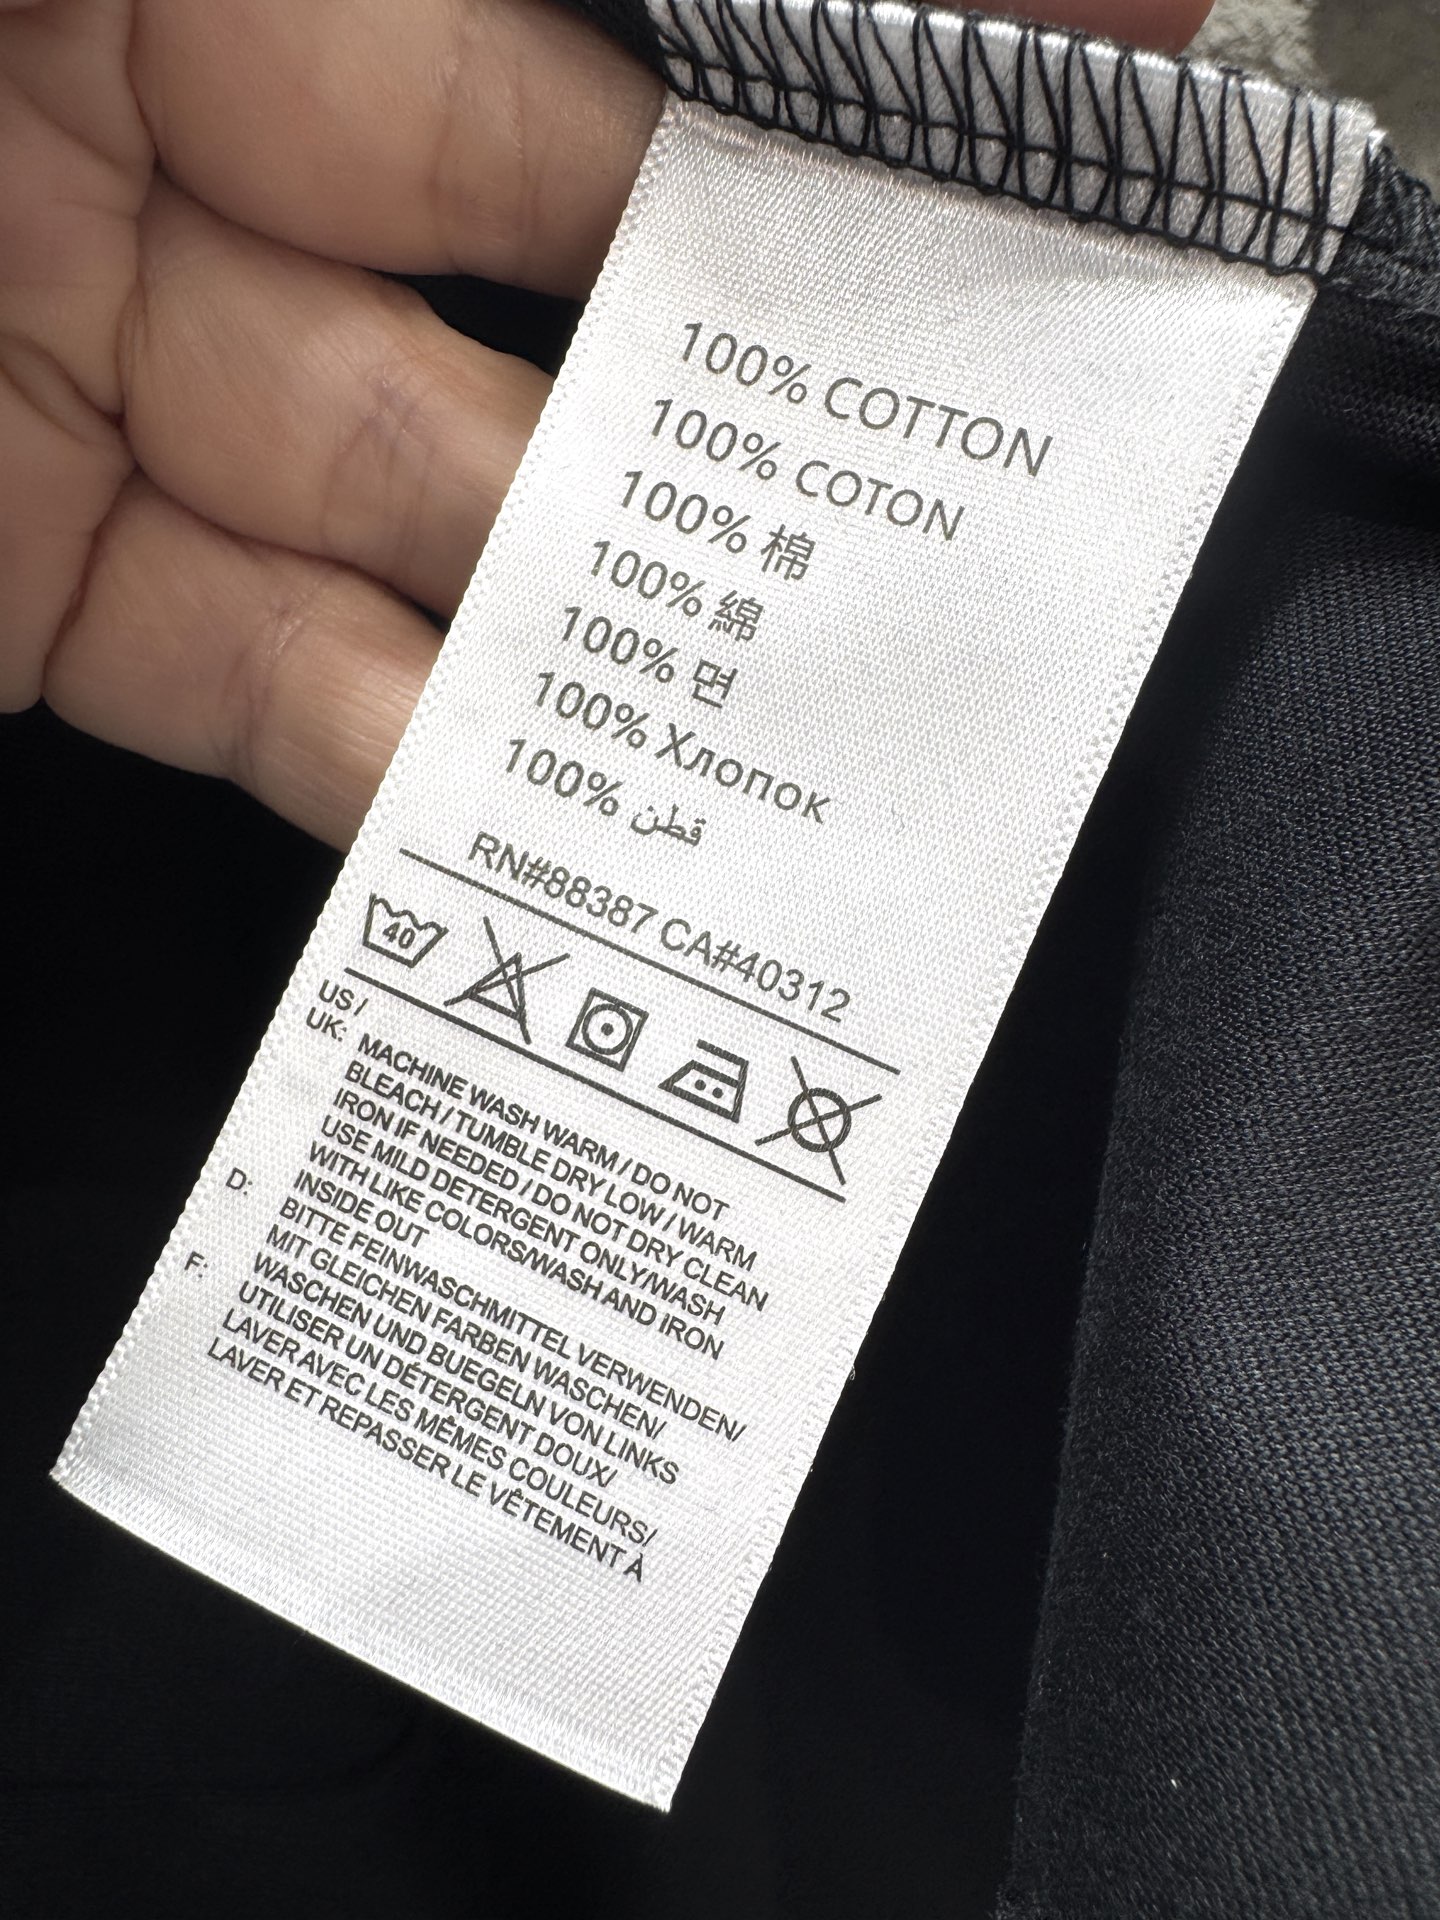 100% COTTON
100% COTON
100% 棉
100% 綿
100% 면
100% Хлопок
100% قطن
RN#88387 CA#40312
40
US /
UK: MACHINE WASH WARM / DO NOT
BLEACH / TUMBLE DRY LOW / WARM
IRON IF NEEDED / DO NOT DRY CLEAN
USE MILD DETERGENT ONLY/WASH
WITH LIKE COLORS/WASH AND IRON
INSIDE OUT
D: BITTE FEINWASCHMITTEL VERWENDEN/
MIT GLEICHEN FARBEN WASCHEN/
WASCHEN UND BUEGELN VON LINKS
F: UTILISER UN DÉTERGENT DOUX/
LAVER AVEC LES MÊMES COULEURS/
LAVER ET REPASSER LE VÊTEMENT À